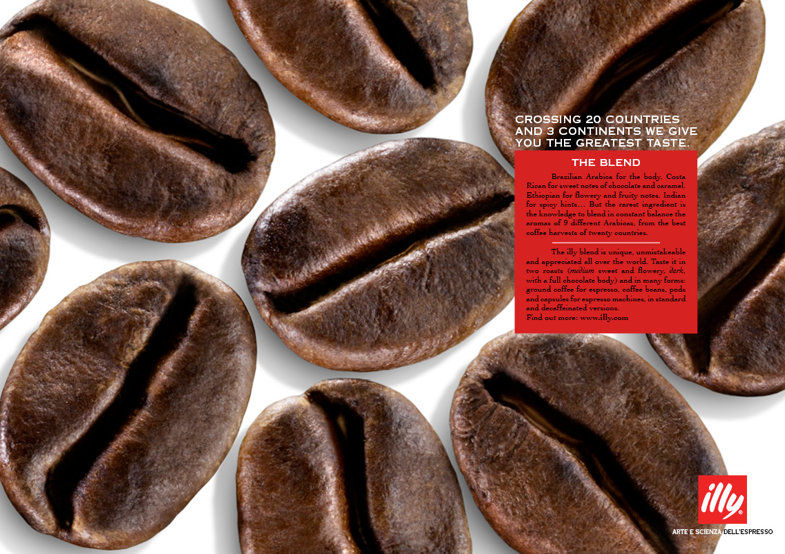 CROSSING 20 COUNTRIES
AND 3 CONTINENTS WE GIVE
YOU THE GREATEST TASTE.
THE BLEND
Brazilian Arabica for the body. Costa
Rican for sweet notes of chocolate and caramel.
Ethiopian for flowery and fruity notes. Indian
for spicy hints... But the rarest ingredient is
the knowledge to blend in constant balance the
aromas of 9 different Arabicas, from the best
coffee harvests of twenty countries.
The illy blend is unique, unmistakeable
and appreciated all over the world. Taste it in
two roasts (medium sweet and flowery, dark,
with a full chocolate body) and in many forms:
ground coffee for espresso, coffee beans, pods
and capsules for espresso machines, in standard
and decaffeinated versions.
Find out more: www.illy.com
illy
ARTE E SCIENZA DELL'ESPRESSO